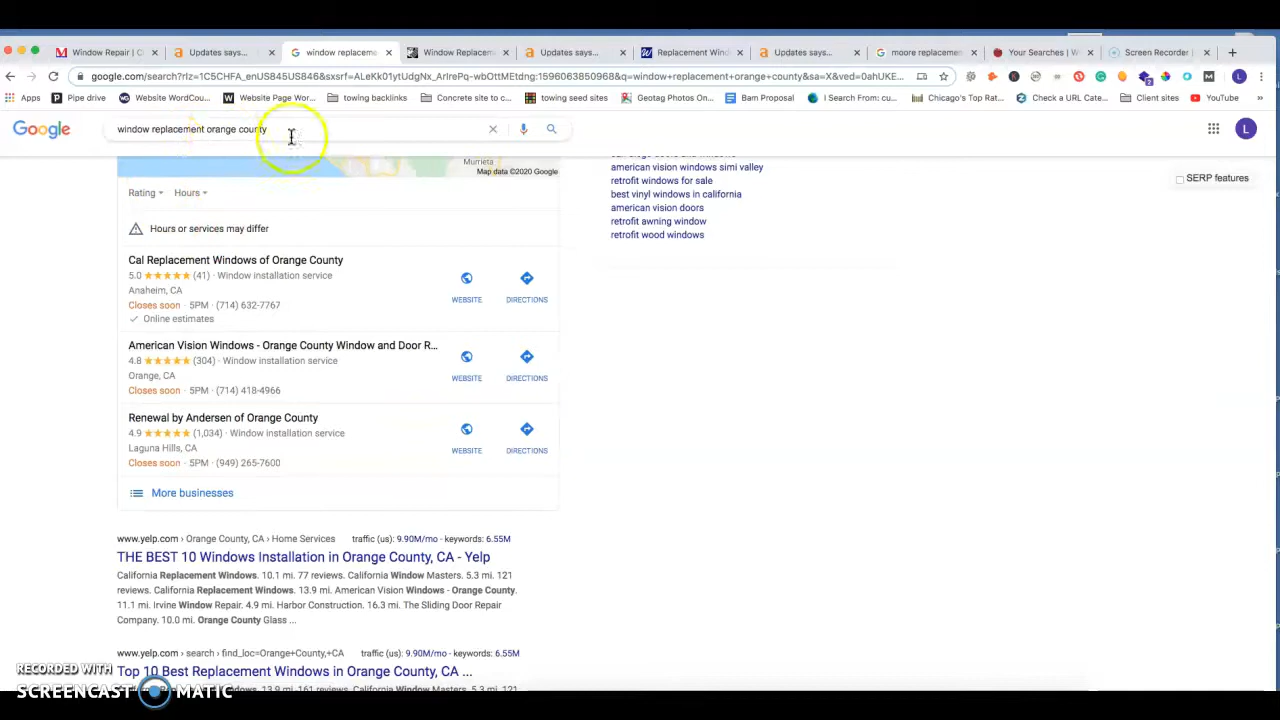 Window Repair | C
Updates says...
window replaceme
Window Replacem
Updates says...
Replacement Wind
Updates says...
moore replacemen
Your Searches | W
Screen Recorder |
google.com/search?rlz=1C5CHFA_enUS845US846&sxsrf=ALeKk01ytUdgNx_ArlrePq-wbOttMEtdng:1596063850968&q=window+replacement+orange+county&sa=X&ved=0ahUKE...
Apps
Pipe drive
Website WordCou...
Website Page Wor...
towing backlinks
Concrete site to c...
towing seed sites
Geotag Photos On...
Bam Proposal
I Search From: cu...
Chicago's Top Rat...
Check a URL Cate...
Client sites
YouTube
Google
window replacement orange county
L
L
Murrieta
Map data ©2020 Google
american vision windows simi valley
retrofit windows for sale
best vinyl windows in california
american vision doors
retrofit awning window
retrofit wood windows
SERP features
Rating
Hours
Hours or services may differ
Cal Replacement Windows of Orange County
5.0 ★★★★★ (41) · Window installation service
Anaheim, CA
Closes soon · 5PM · (714) 632-7767
✓ Online estimates
WEBSITE
DIRECTIONS
American Vision Windows - Orange County Window and Door R...
4.8 ★★★★★ (304) · Window installation service
Orange, CA
Closes soon · 5PM · (714) 418-4966
WEBSITE
DIRECTIONS
Renewal by Andersen of Orange County
4.9 ★★★★★ (1,034) · Window installation service
Laguna Hills, CA
Closes soon · 5PM · (949) 265-7600
WEBSITE
DIRECTIONS
More businesses
www.yelp.com › Orange County, CA › Home Services traffic (us): 9.90M/mo - keywords: 6.55M
THE BEST 10 Windows Installation in Orange County, CA - Yelp
California Replacement Windows. 10.1 mi. 77 reviews. California Window Masters. 5.3 mi. 121
reviews. California Replacement Windows. 13.9 mi. American Vision Windows - Orange County.
11.1 mi. Irvine Window Repair. 4.9 mi. Harbor Construction. 16.3 mi. The Sliding Door Repair
Company. 10.0 mi. Orange County Glass ...
www.yelp.com › search › find_loc=Orange+County,+CA traffic (us): 9.90M/mo - keywords: 6.55M
Top 10 Best Replacement Windows in Orange County, CA ...
RECORDED WITH
SCREENCAST MATIC